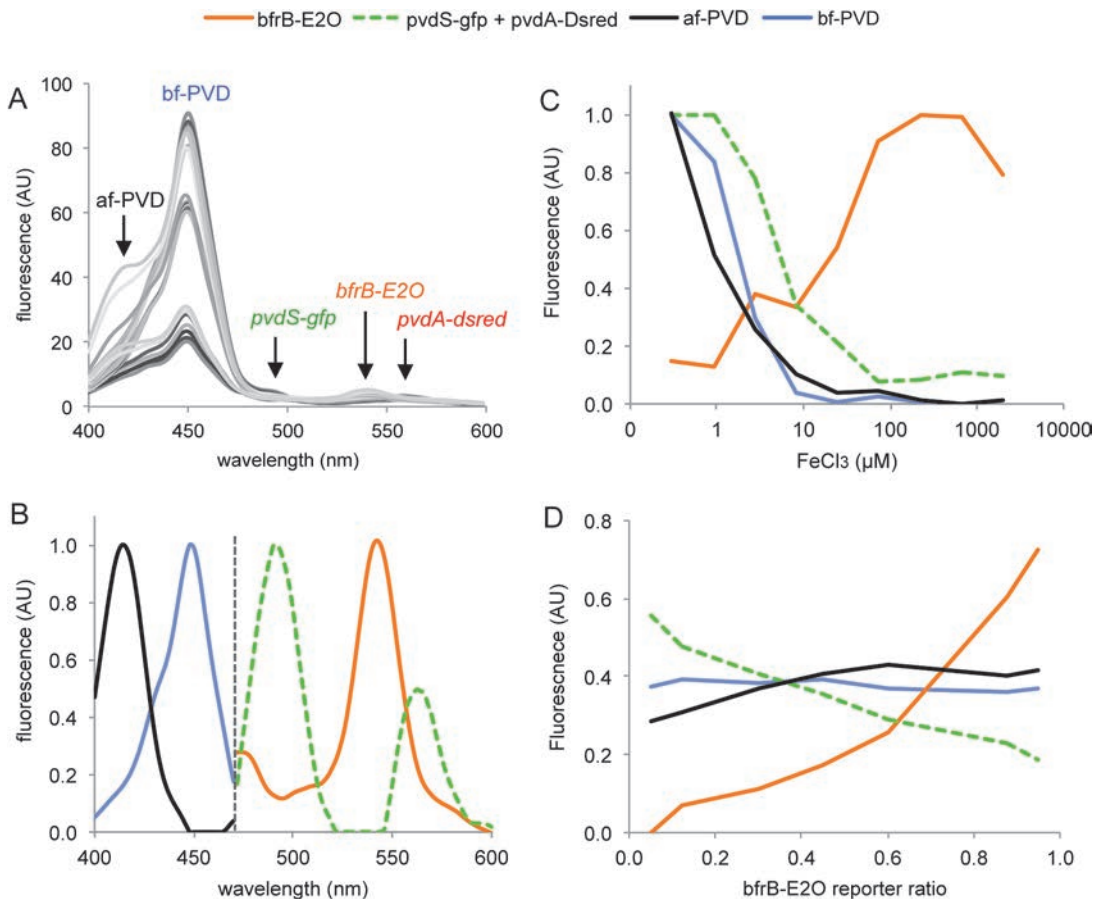 bfrB-E2O pvdS-gfp + pvdA-Dsred af-PVD bf-PVD
A
bf-PVD
af-PVD
bfrB-E2O
pvdS-gfp
pvdA-dsred
fluorescence (AU)
100
80
60
40
20
0
400 450 500 550 600
wavelength (nm)
C
Fluorescence (AU)
1.0
0.8
0.6
0.4
0.2
0.0
0 1 10 100 1000 10000
FeCl3 (µM)
B
fluorescence (AU)
1.0
0.8
0.6
0.4
0.2
0.0
400 450 500 550 600
wavelength (nm)
D
Fluorescnece (AU)
0.8
0.6
0.4
0.2
0.0
0.0 0.2 0.4 0.6 0.8 1.0
bfrB-E2O reporter ratio